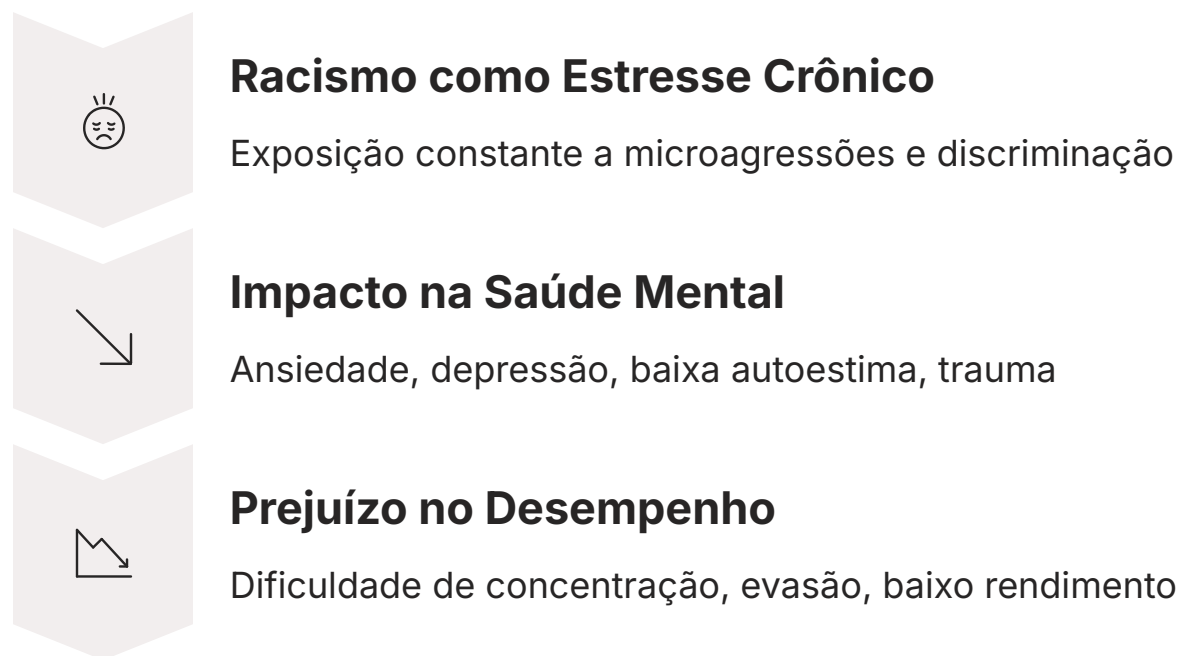 Racismo como Estresse Crônico
Exposição constante a microagressões e discriminação
Impacto na Saúde Mental
Ansiedade, depressão, baixa autoestima, trauma
Prejuízo no Desempenho
Dificuldade de concentração, evasão, baixo rendimento